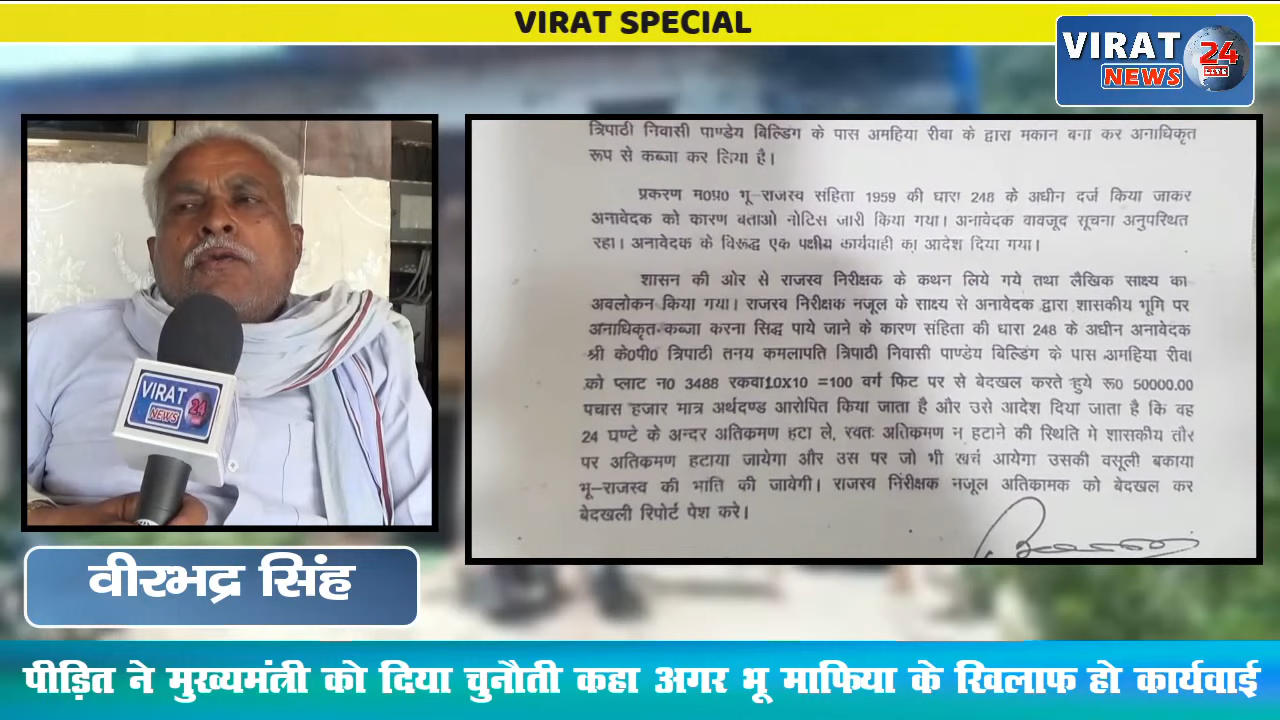 VIRAT SPECIAL
VIRAT
24
NEWS
LIVE
त्रिपाठी निवासी पाण्डेय बिल्डिंग के पास अमहिया रीवा के द्वारा मकान बना कर अनाधिकृत
रूप से कब्जा कर लिया है।
प्रकरण म0प्र0 भू–राजस्व संहिता 1959 की धारा 248 के अधीन दर्ज किया जाकर
अनावेदक को कारण बताओ नोटिस जारी किया गया। अनावेदक वावजूद सूचना अनुपस्थित
रहा। अनावेदक के विरूद्ध एक पक्षीय कार्यवाही का आदेश दिया गया।
शासन की ओर से राजस्व निरीक्षक के कथन लिये गये तथा लैखिक साक्ष्य का
अवलोकन किया गया। राजस्व निरीक्षक नजूल के साक्ष्य से अनावेदक द्वारा शासकीय भूमि पर
अनाधिकृत कब्जा करना सिद्ध पाये जाने के कारण संहिता की धारा 248 के अधीन अनावेदक
श्री के0पी0 त्रिपाठी तनय कमलापति त्रिपाठी निवासी पाण्डेय बिल्डिंग के पास अमहिया रीवा
को प्लाट न0 3488 रकवा10X10 =100 वर्ग फिट पर से बेदखल करते हुये रू0 50000.00
पचास हजार मात्र अर्थदण्ड आरोपित किया जाता है और उसे आदेश दिया जाता है कि वह
24 घण्टे के अन्दर अतिकमण हटा ले, स्वतः अतिकमण न हटाने की स्थिति मे शासकीय तौर
पर अतिकमण हटाया जायेगा और उस पर जो भी खर्च आयेगा उसकी वसूली बकाया
भू–राजस्व की भांति की जावेगी। राजस्व निरीक्षक नजूल अतिकामक को बेदखल कर
बेदखली रिपोर्ट पेश करे।
VIRAT
24
NEWS
वीरभद्र सिंह
पीड़ित ने मुख्यमंत्री को दिया चुनौती कहा अगर भू माफिया के खिलाफ हो कार्यवाई